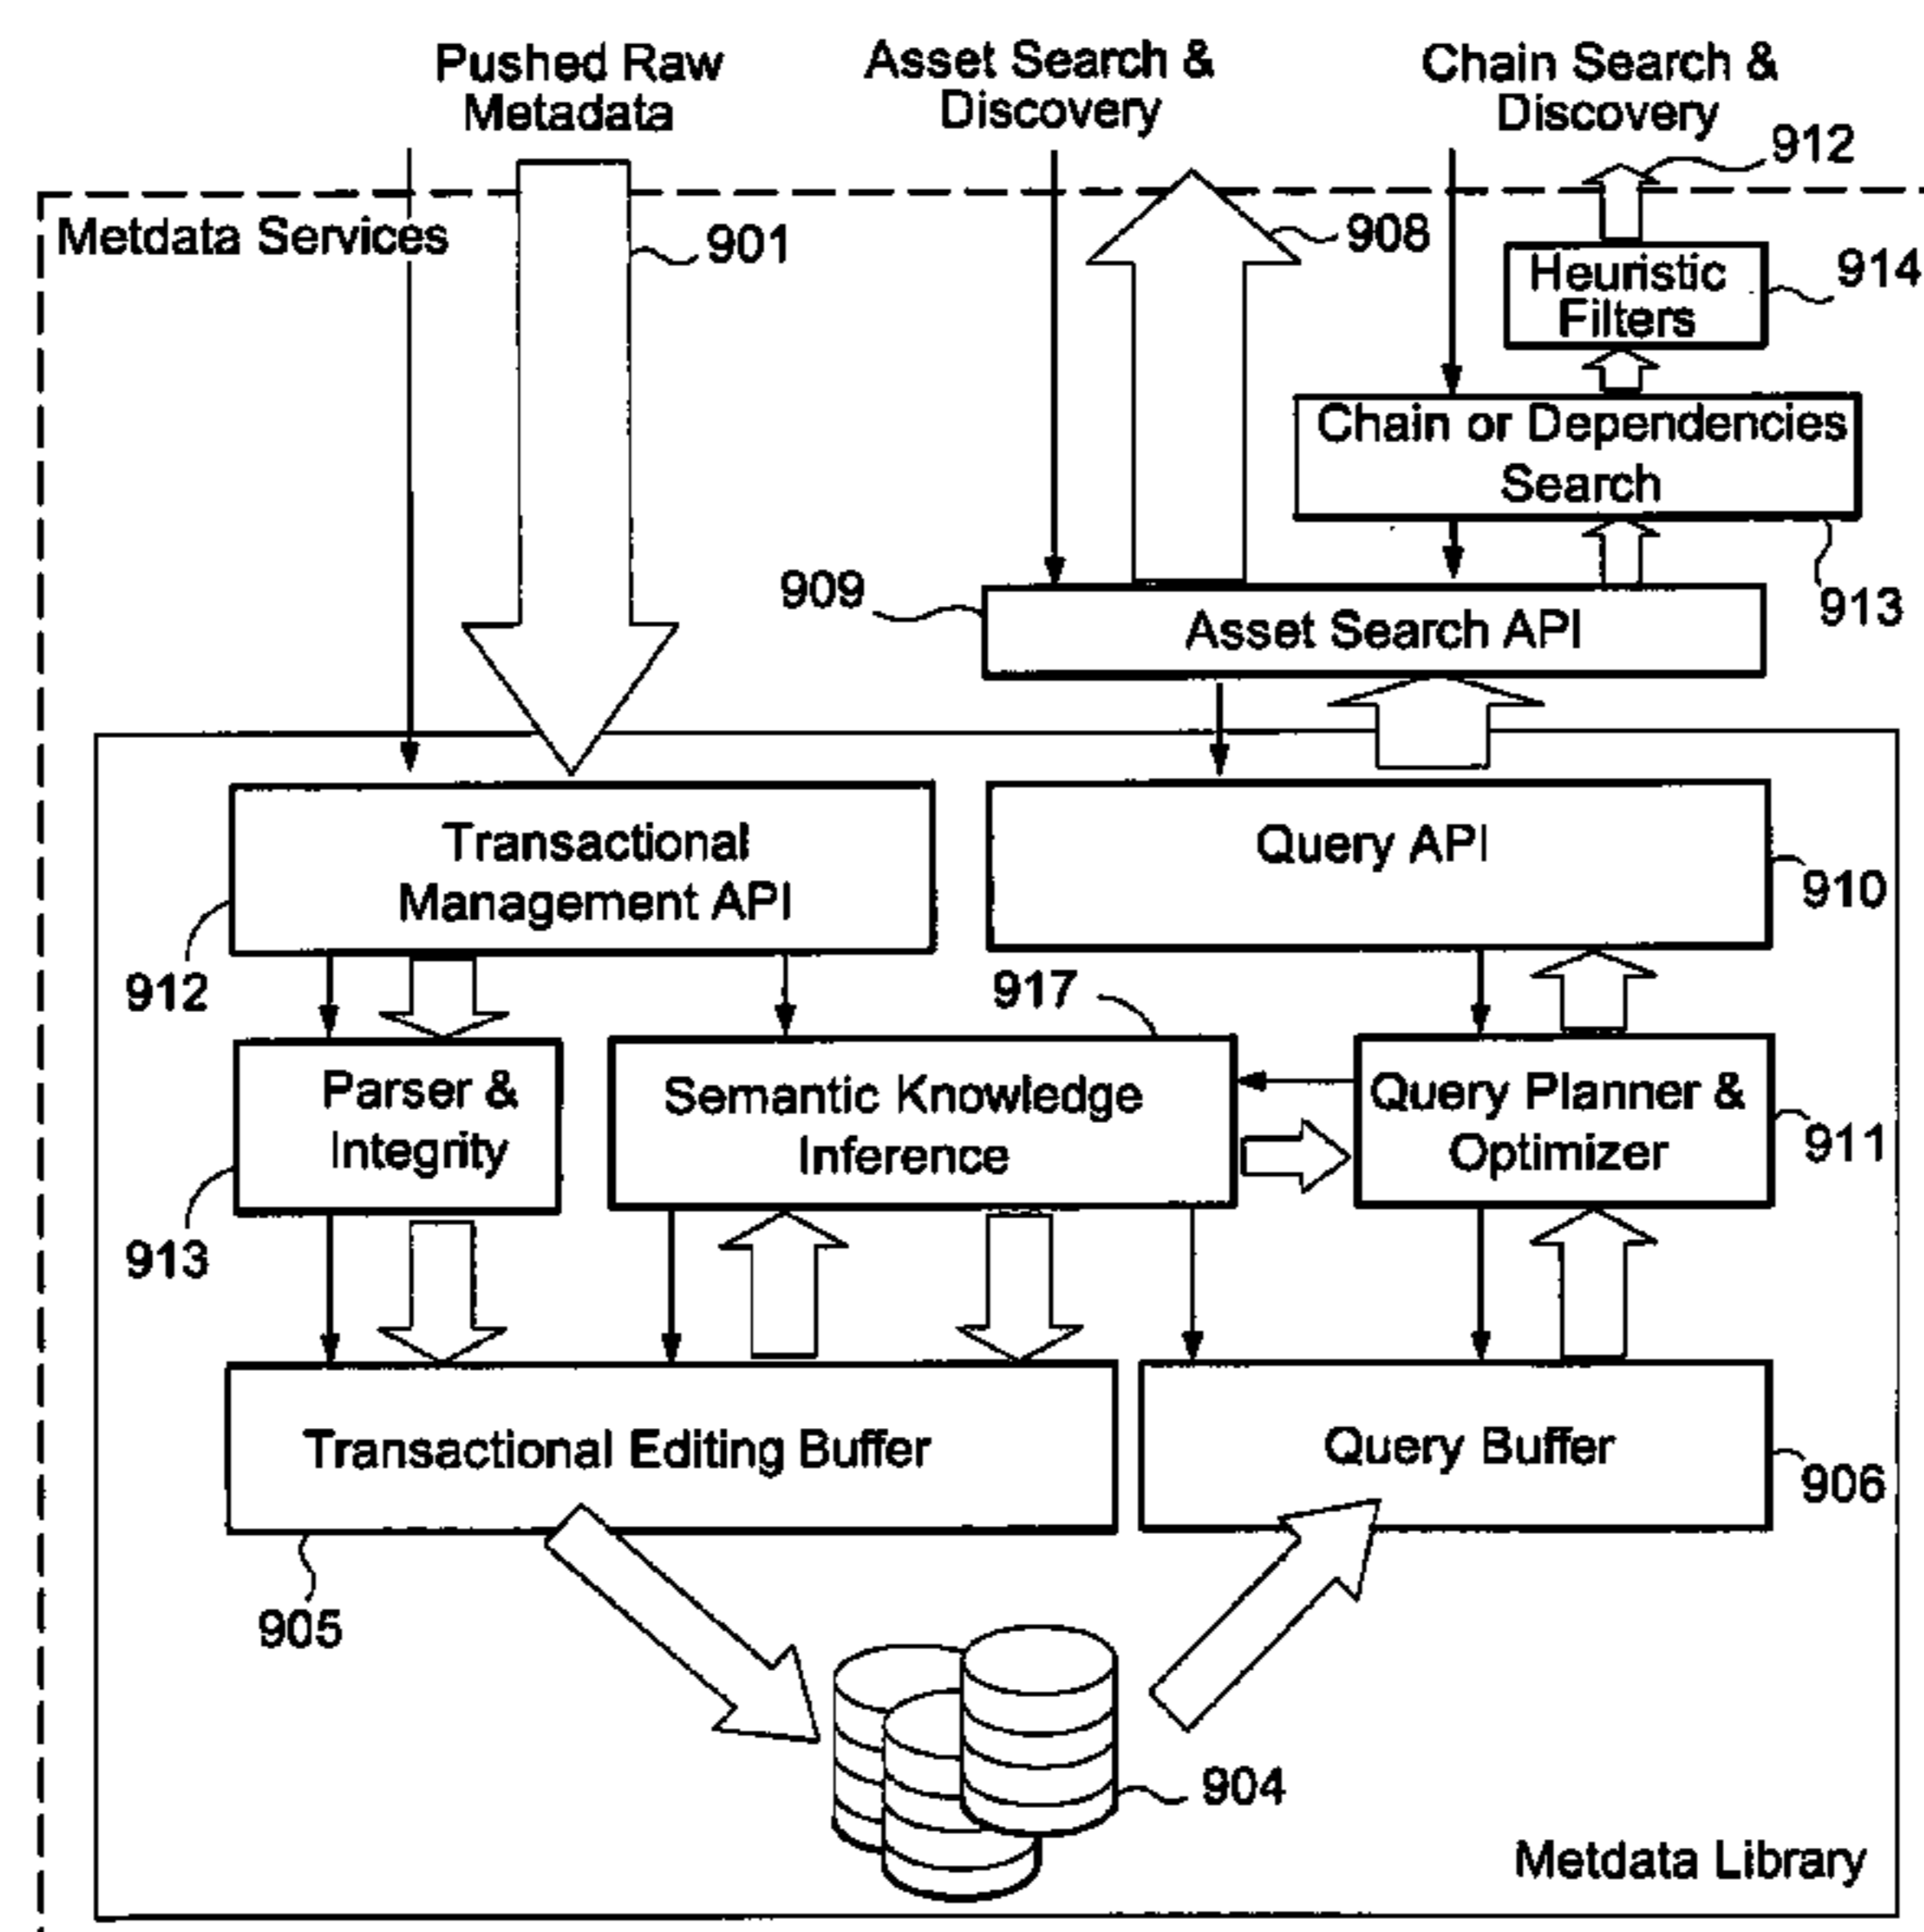 Pushed Raw
Metadata
Asset Search &
Discovery
Chain Search &
Discovery
912
Metdata Services
901
908
Heuristic
Filters
914
Chain or Dependencies
Search
909
913
Asset Search API
Transactional
Management API
Query API
910
912
917
Parser &
Integrity
Semantic Knowledge
Inference
Query Planner &
Optimizer
911
913
Transactional Editing Buffer
Query Buffer
906
905
904
Metdata Library